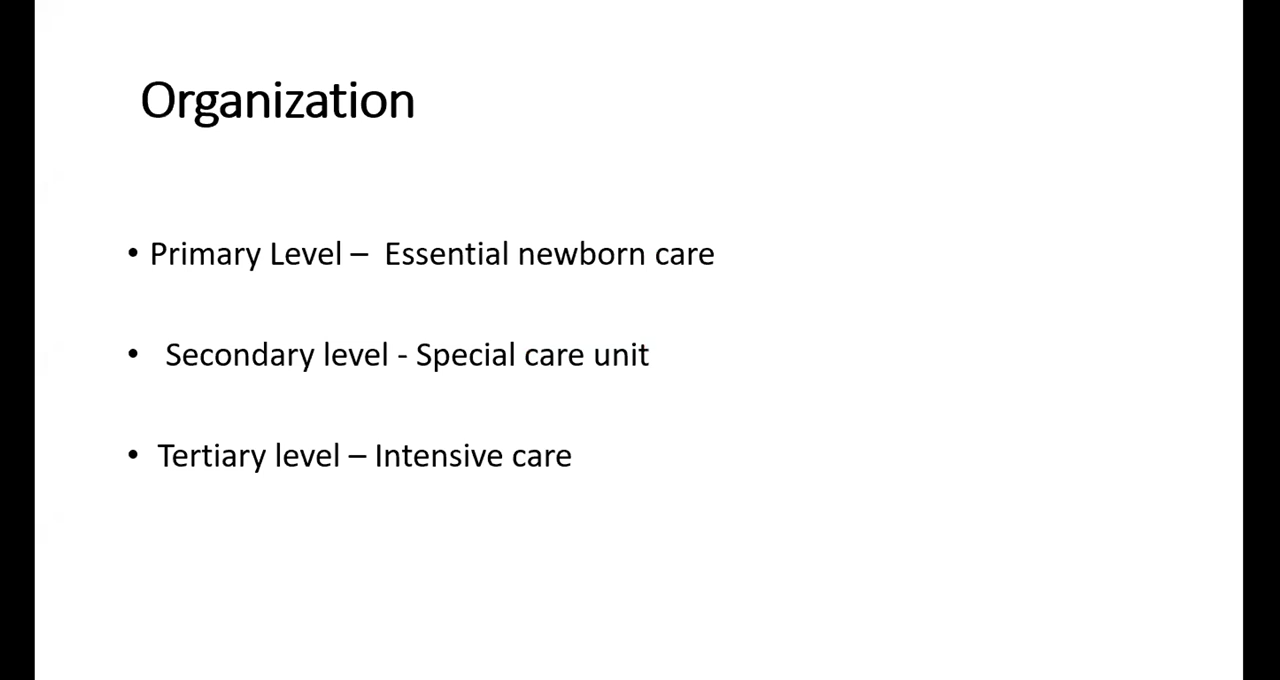 Organization
• Primary Level –  Essential newborn care
• Secondary level - Special care unit
• Tertiary level – Intensive care